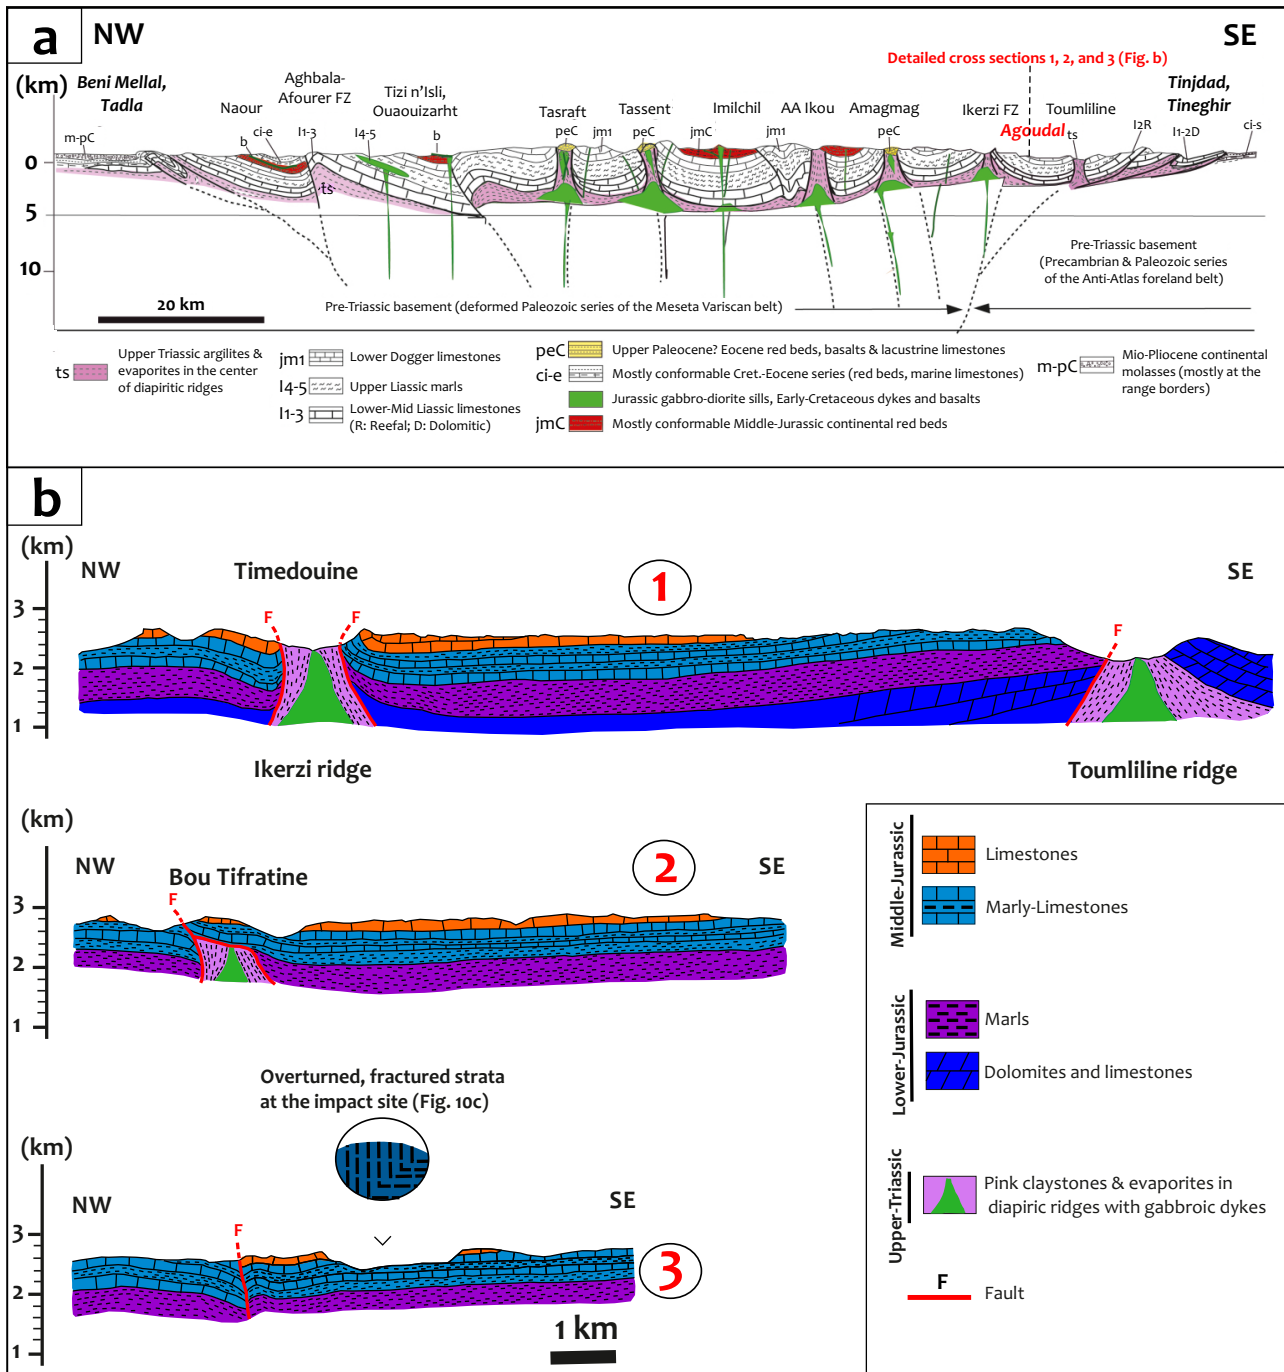 a
NW
SE
(km)
Detailed cross sections 1, 2, and 3 (Fig. b)
Beni Mellal,
Tadla
Naour
Aghbala-
Afourer FZ
Tizi n'Isli,
Ouaouizarht
Tasraft
Tassent
Imilchil
AA Ikou
Amagmag
Ikerzi FZ
Agoudal
Toumliline
Tinjdad,
Tineghir
m-pC
b
ci-e
l1-3
l4-5
b
peC
jm1
peC
jmC
jm1
peC
ts
l2R
l1-2D
ci-s
ts
0
5
10
20 km
Pre-Triassic basement (deformed Paleozoic series of the Meseta Variscan belt)
Pre-Triassic basement
(Precambrian & Paleozoic series
of the Anti-Atlas foreland belt)
ts
Upper Triassic argilites &
evaporites in the center
of diapiritic ridges
jm1 Lower Dogger limestones
l4-5 Upper Liassic marls
l1-3 Lower-Mid Liassic limestones
(R: Reefal; D: Dolomitic)
peC Upper Paleocene? Eocene red beds, basalts & lacustrine limestones
ci-e Mostly conformable Cret.-Eocene series (red beds, marine limestones)
Jurassic gabbro-diorite sills, Early-Cretaceous dykes and basalts
jmC Mostly conformable Middle-Jurassic continental red beds
m-pC
Mio-Pliocene continental
molasses (mostly at the
range borders)
b
(km)
NW
Timedouine
1
SE
3
2
1
F
F
F
Ikerzi ridge
Toumliline ridge
(km)
NW
Bou Tifratine
2
SE
3
2
1
F
Overturned, fractured strata
at the impact site (Fig. 10c)
(km)
NW
SE
3
2
1
F
3
1 km
Middle-Jurassic
Limestones
Marly-Limestones
Lower-Jurassic
Marls
Dolomites and limestones
Upper-Triassic
Pink claystones & evaporites in
diapiric ridges with gabbroic dykes
F
Fault